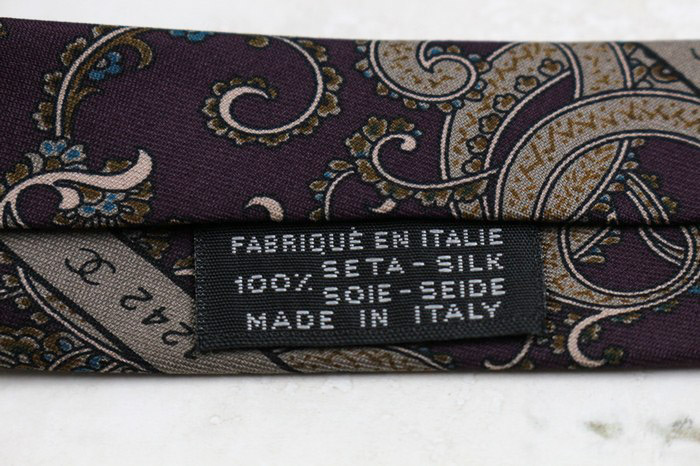 FABRIQUÉ EN ITALIE
100% SETA-SILK
SOIE-SEIDE
MADE IN ITALY
242